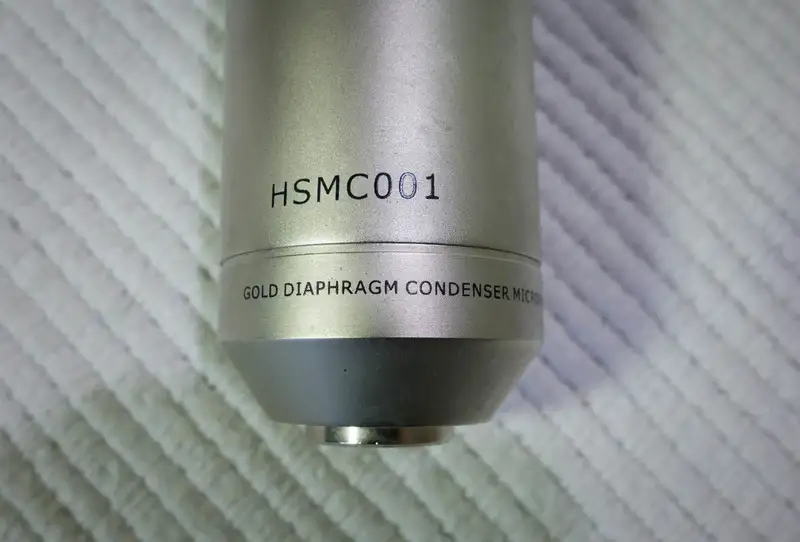 HSMC001
GOLD DIAPHRAGM CONDENSER